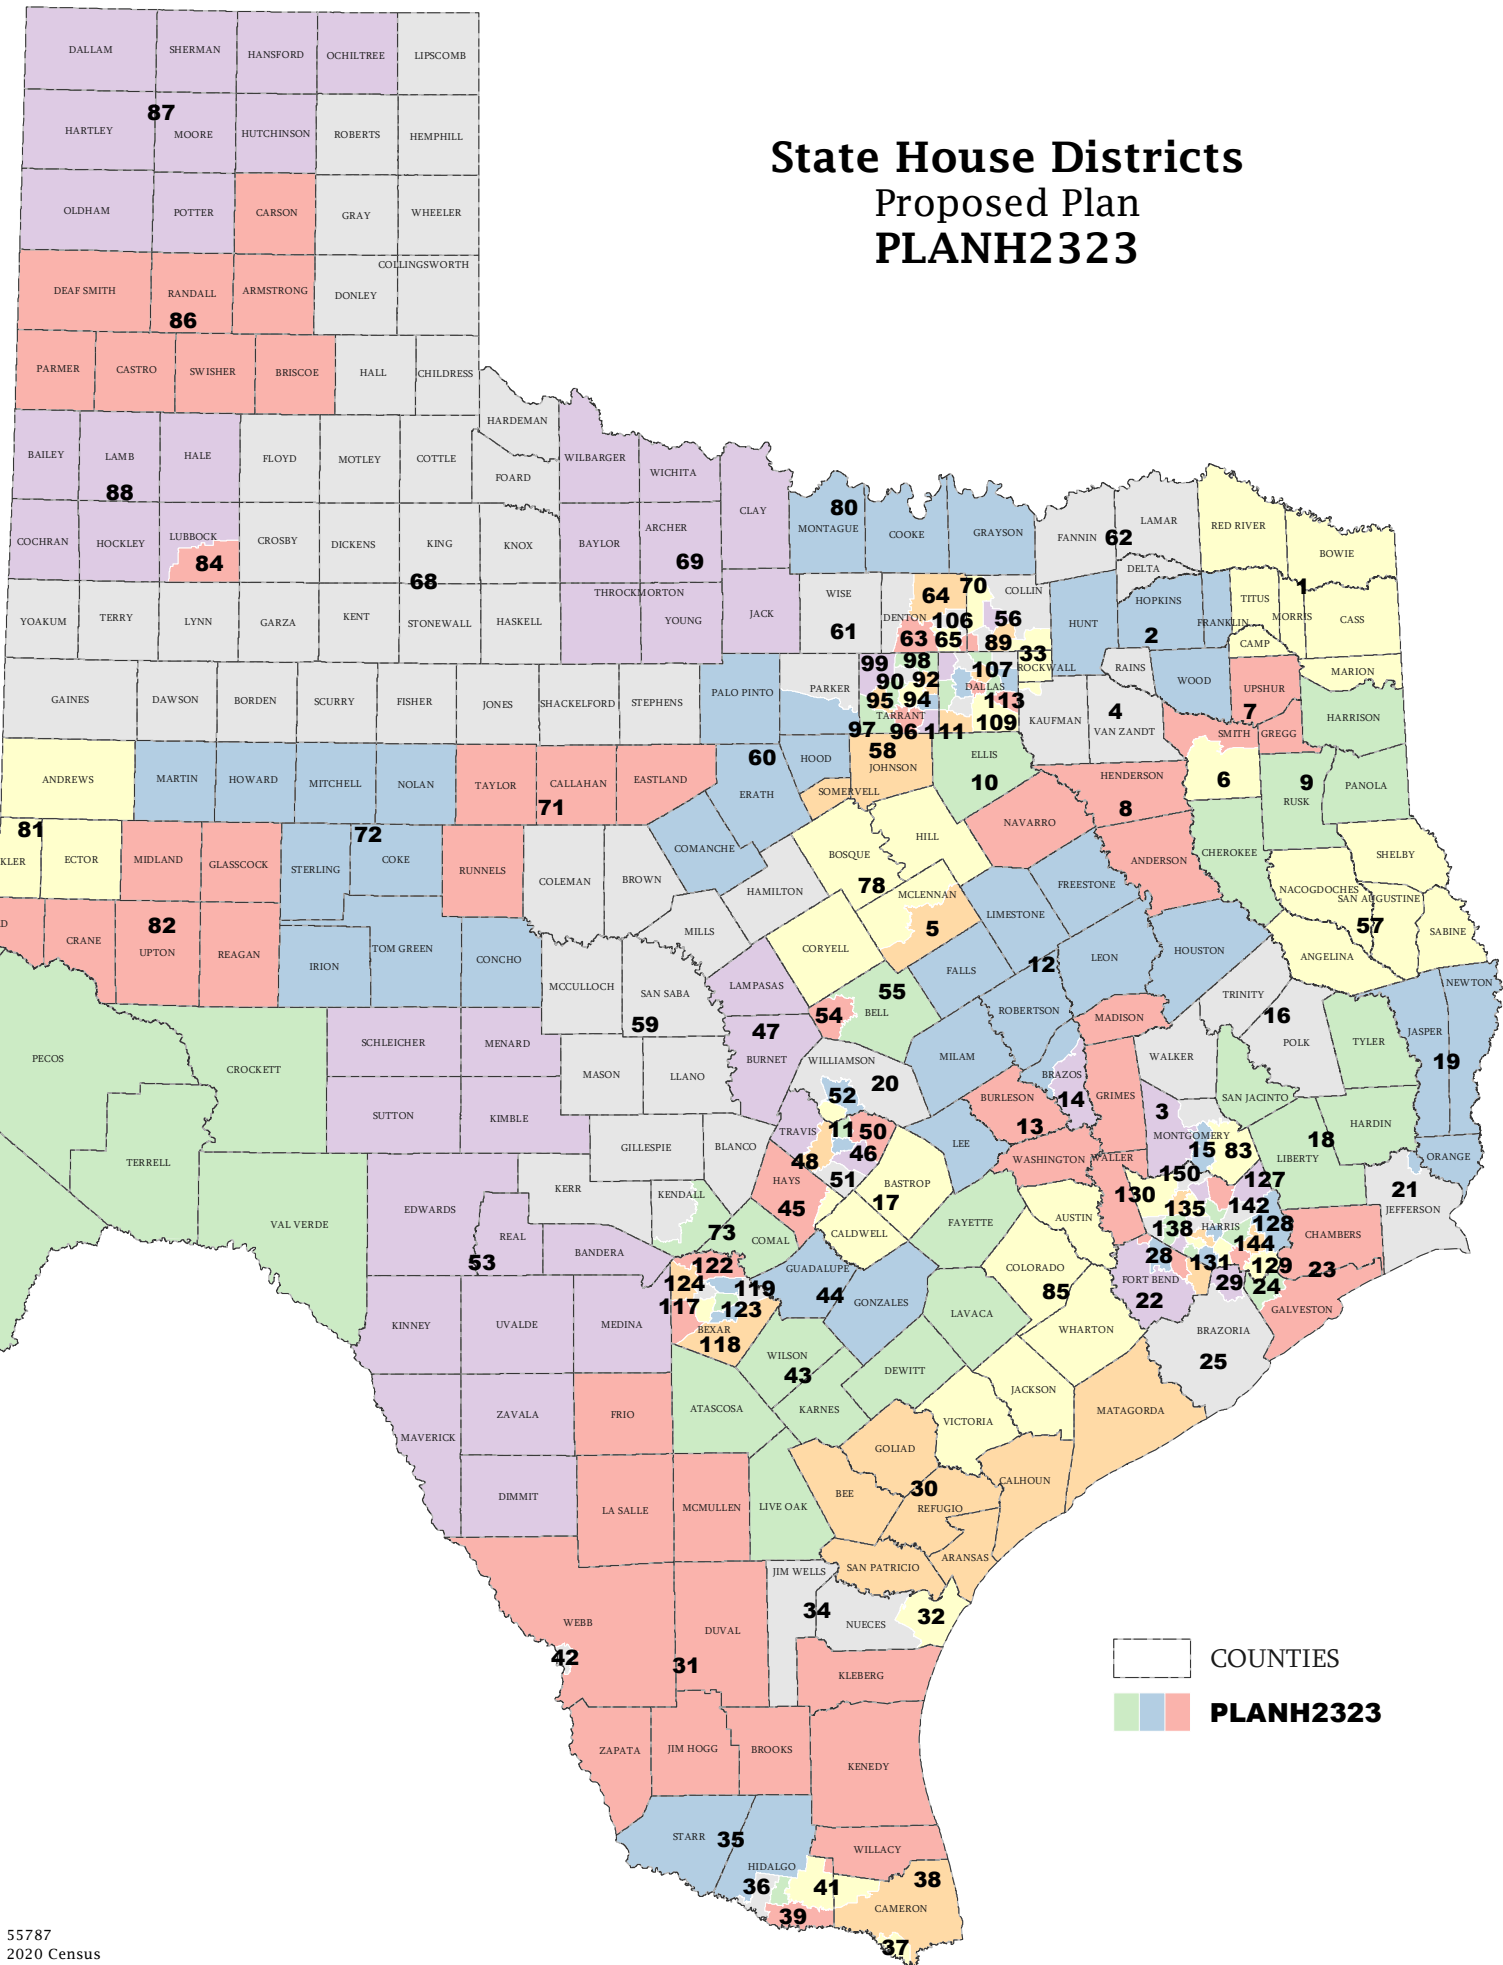 State House Districts
Proposed Plan
PLANH2323
DALLAM
SHERMAN
HANSFORD
OCHILTREE
LIPSCOMB
87
HARTLEY
MOORE
HUTCHINSON
ROBERTS
HEMPHILL
OLDHAM
POTTER
CARSON
GRAY
WHEELER
COLLINGSWORTH
DEAF SMITH
RANDALL
ARMSTRONG
DONLEY
86
PARMER
CASTRO
SWISHER
BRISCOE
HALL
CHILDRESS
HARDEMAN
BAILEY
LAMB
HALE
FLOYD
MOTLEY
COTTLE
FOARD
WILBARGER
WICHITA
CLAY
88
80
MONTAGUE
COOKE
GRAYSON
FANNIN
62
LAMAR
RED RIVER
BOWIE
COCHRAN
HOCKLEY
LUBBOCK
84
CROSBY
DICKENS
KING
KNOX
BAYLOR
ARCHER
69
DELTA
68
THROCKMORTON
YOAKUM
TERRY
LYNN
GARZA
KENT
STONEWALL
HASKELL
YOUNG
JACK
WISE
61
DENTON
64
70
COLLIN
106
56
63
65
89
33
HUNT
HOPKINS
FRANKLIN
2
TITUS
1
MORRIS
CASS
CAMP
MARION
ROCKWALL
RAINS
WOOD
UPSHUR
7
HARRISON
GAINES
DAWSON
BORDEN
SCURRY
FISHER
JONES
SHACKELFORD
STEPHENS
PALO PINTO
PARKER
99
98
90
92
95
94
TARRANT
97
96
111
107
DALLAS
113
109
KAUFMAN
4
VAN ZANDT
SMITH
GREGG
ANDREWS
MARTIN
HOWARD
MITCHELL
NOLAN
TAYLOR
CALLAHAN
EASTLAND
71
60
HOOD
ERATH
58
JOHNSON
SOMERVELL
ELLIS
10
HENDERSON
8
6
9
RUSK
PANOLA
81
KLER
ECTOR
MIDLAND
GLASSCOCK
STERLING
72
COKE
RUNNELS
COLEMAN
BROWN
COMANCHE
BOSQUE
HILL
NAVARRO
ANDERSON
CHEROKEE
SHELBY
NACOGDOCHES
SAN AUGUSTINE
57
SABINE
78
HAMILTON
MCLENNAN
5
LIMESTONE
FREESTONE
D
CRANE
82
UPTON
REAGAN
IRION
TOM GREEN
CONCHO
MILLS
CORYELL
FALLS
12
LEON
HOUSTON
ANGELINA
MCCULLOCH
SAN SABA
59
LAMPASAS
55
BELL
54
ROBERTSON
MADISON
TRINITY
16
POLK
TYLER
JASPER
NEWTON
19
PECOS
CROCKETT
SCHLEICHER
MENARD
MASON
LLANO
47
BURNET
WILLIAMSON
20
MILAM
BRAZOS
14
GRIMES
WALKER
SAN JACINTO
HARDIN
SUTTON
KIMBLE
52
BURLESON
13
3
MONTGOMERY
15
83
LIBERTY
18
ORANGE
TERRELL
GILLESPIE
BLANCO
TRAVIS
11
50
48
46
51
LEE
WASHINGTON
WALLER
150
127
21
JEFFERSON
VAL VERDE
EDWARDS
REAL
KERR
KENDALL
HAYS
45
BASTROP
17
CALDWELL
FAYETTE
AUSTIN
130
135
142
138
HARRIS
128
144
CHAMBERS
53
BANDERA
73
COMAL
COLORADO
85
28
131
129
FORT BEND
22
29
24
23
GALVESTON
122
124
119
117
123
BEXAR
118
GUADALUPE
44
GONZALES
LAVACA
WHARTON
BRAZORIA
25
KINNEY
UVALDE
MEDINA
WILSON
43
DEWITT
JACKSON
MATAGORDA
MAVERICK
ZAVALA
FRIO
ATASCOSA
KARNES
VICTORIA
GOLIAD
CALHOUN
DIMMIT
LA SALLE
MCMULLEN
LIVE OAK
BEE
30
REFUGIO
ARANSAS
SAN PATRICIO
JIM WELLS
34
NUECES
32
WEBB
42
DUVAL
31
KLEBERG
ZAPATA
JIM HOGG
BROOKS
KENEDY
STARR
35
HIDALGO
WILLACY
36
41
38
39
CAMERON
37
COUNTIES
PLANH2323
55787
2020 Census